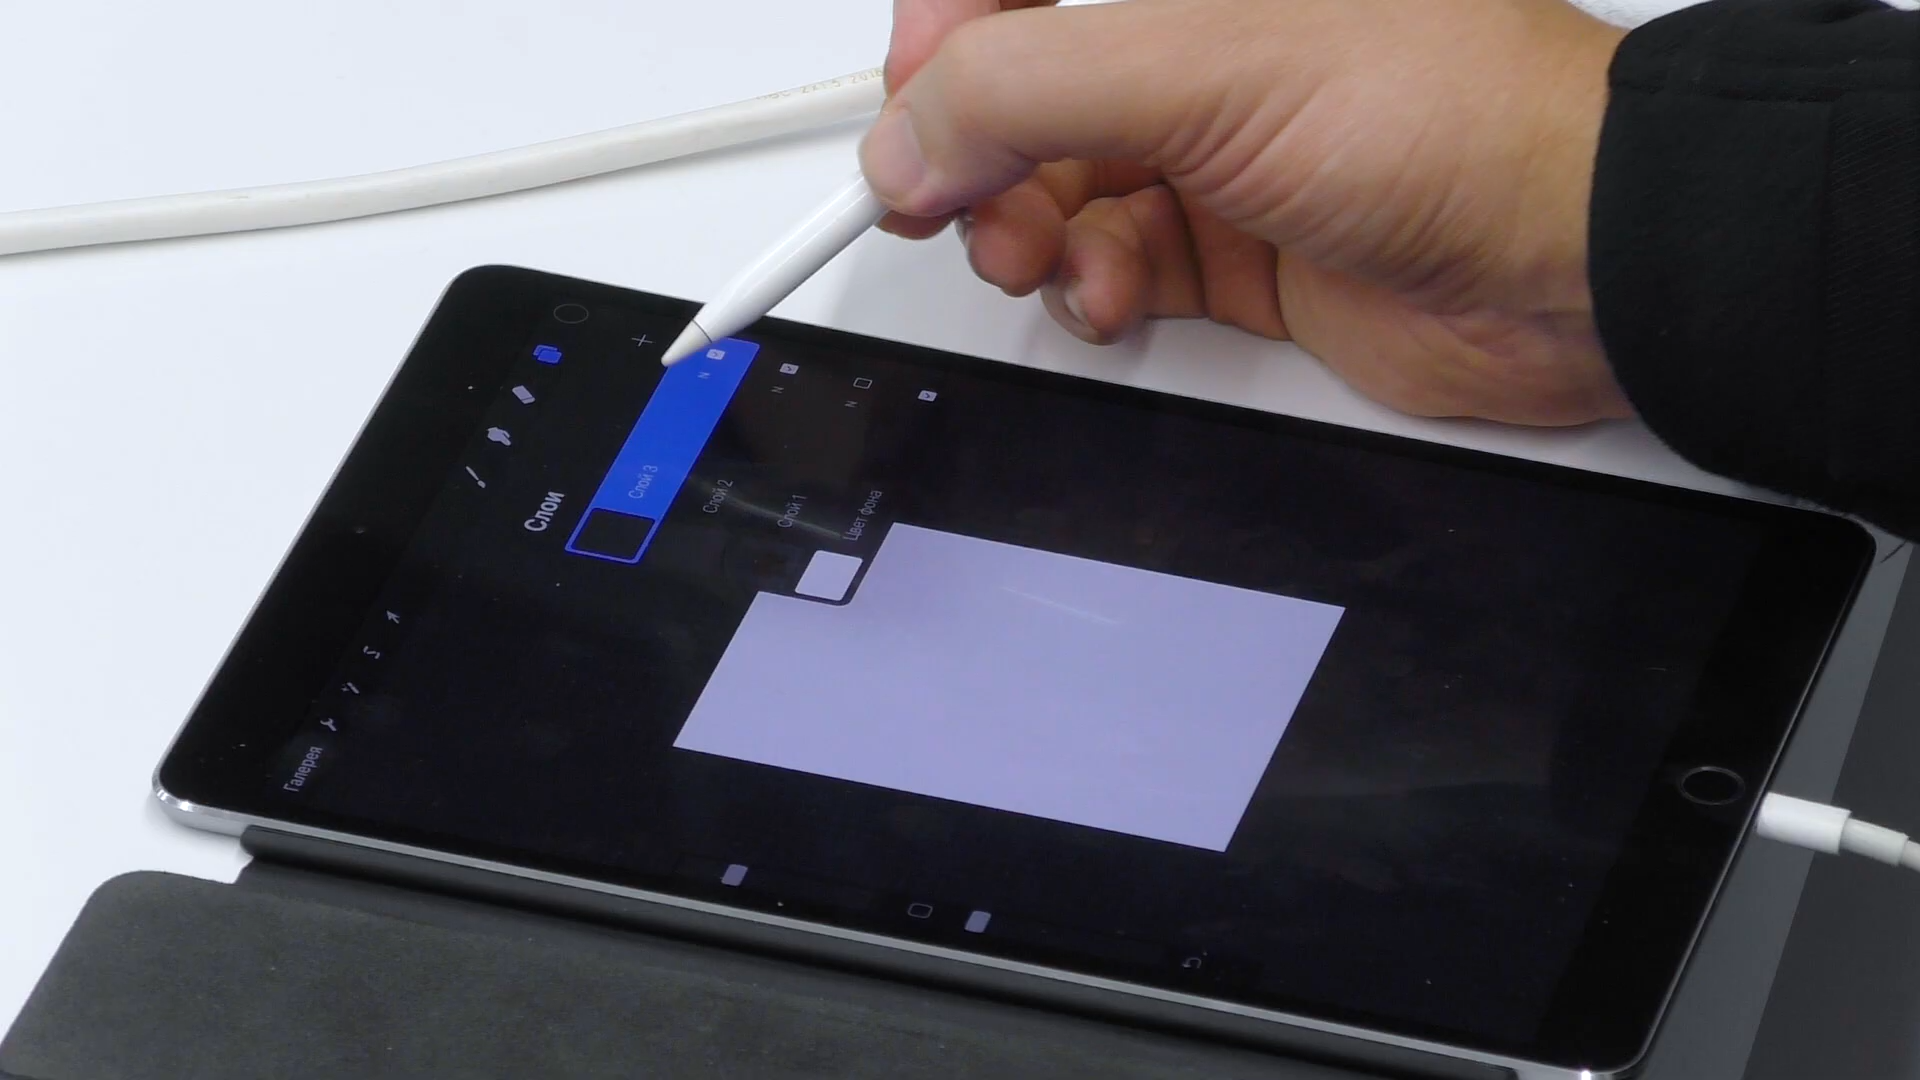 Галерея
Слои
Слой 3
N
Слой 2
N
Слой 1
N
Цвет фона